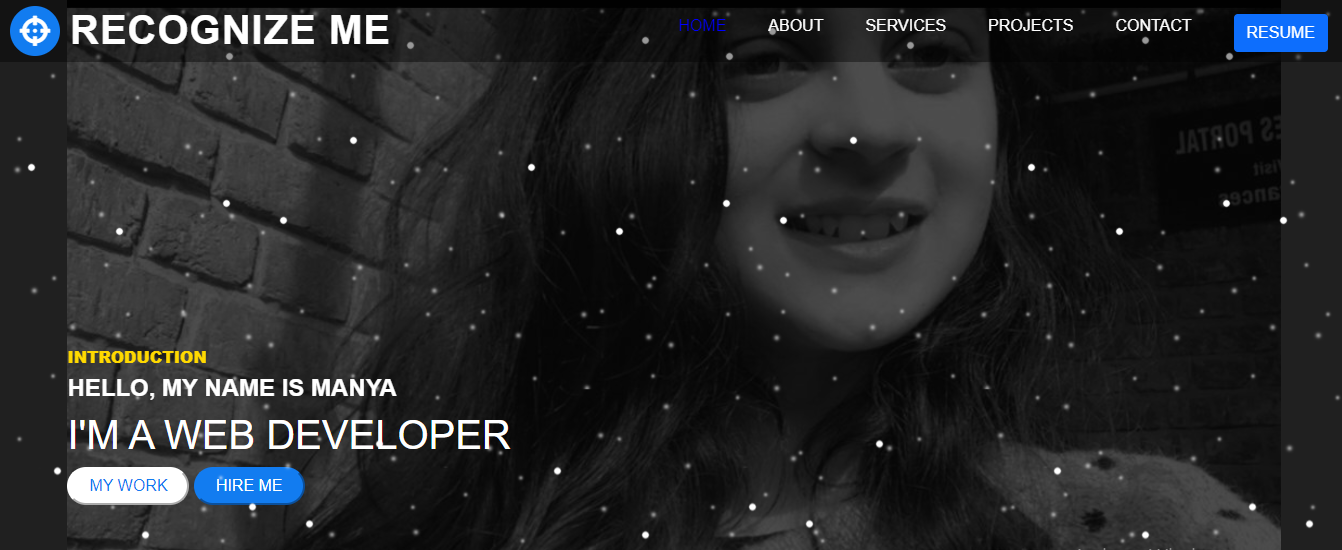 RECOGNIZE ME
HOME ABOUT SERVICES PROJECTS CONTACT RESUME
PORTAL
INTRODUCTION
HELLO, MY NAME IS MANYA
I'M A WEB DEVELOPER
MY WORK HIRE ME